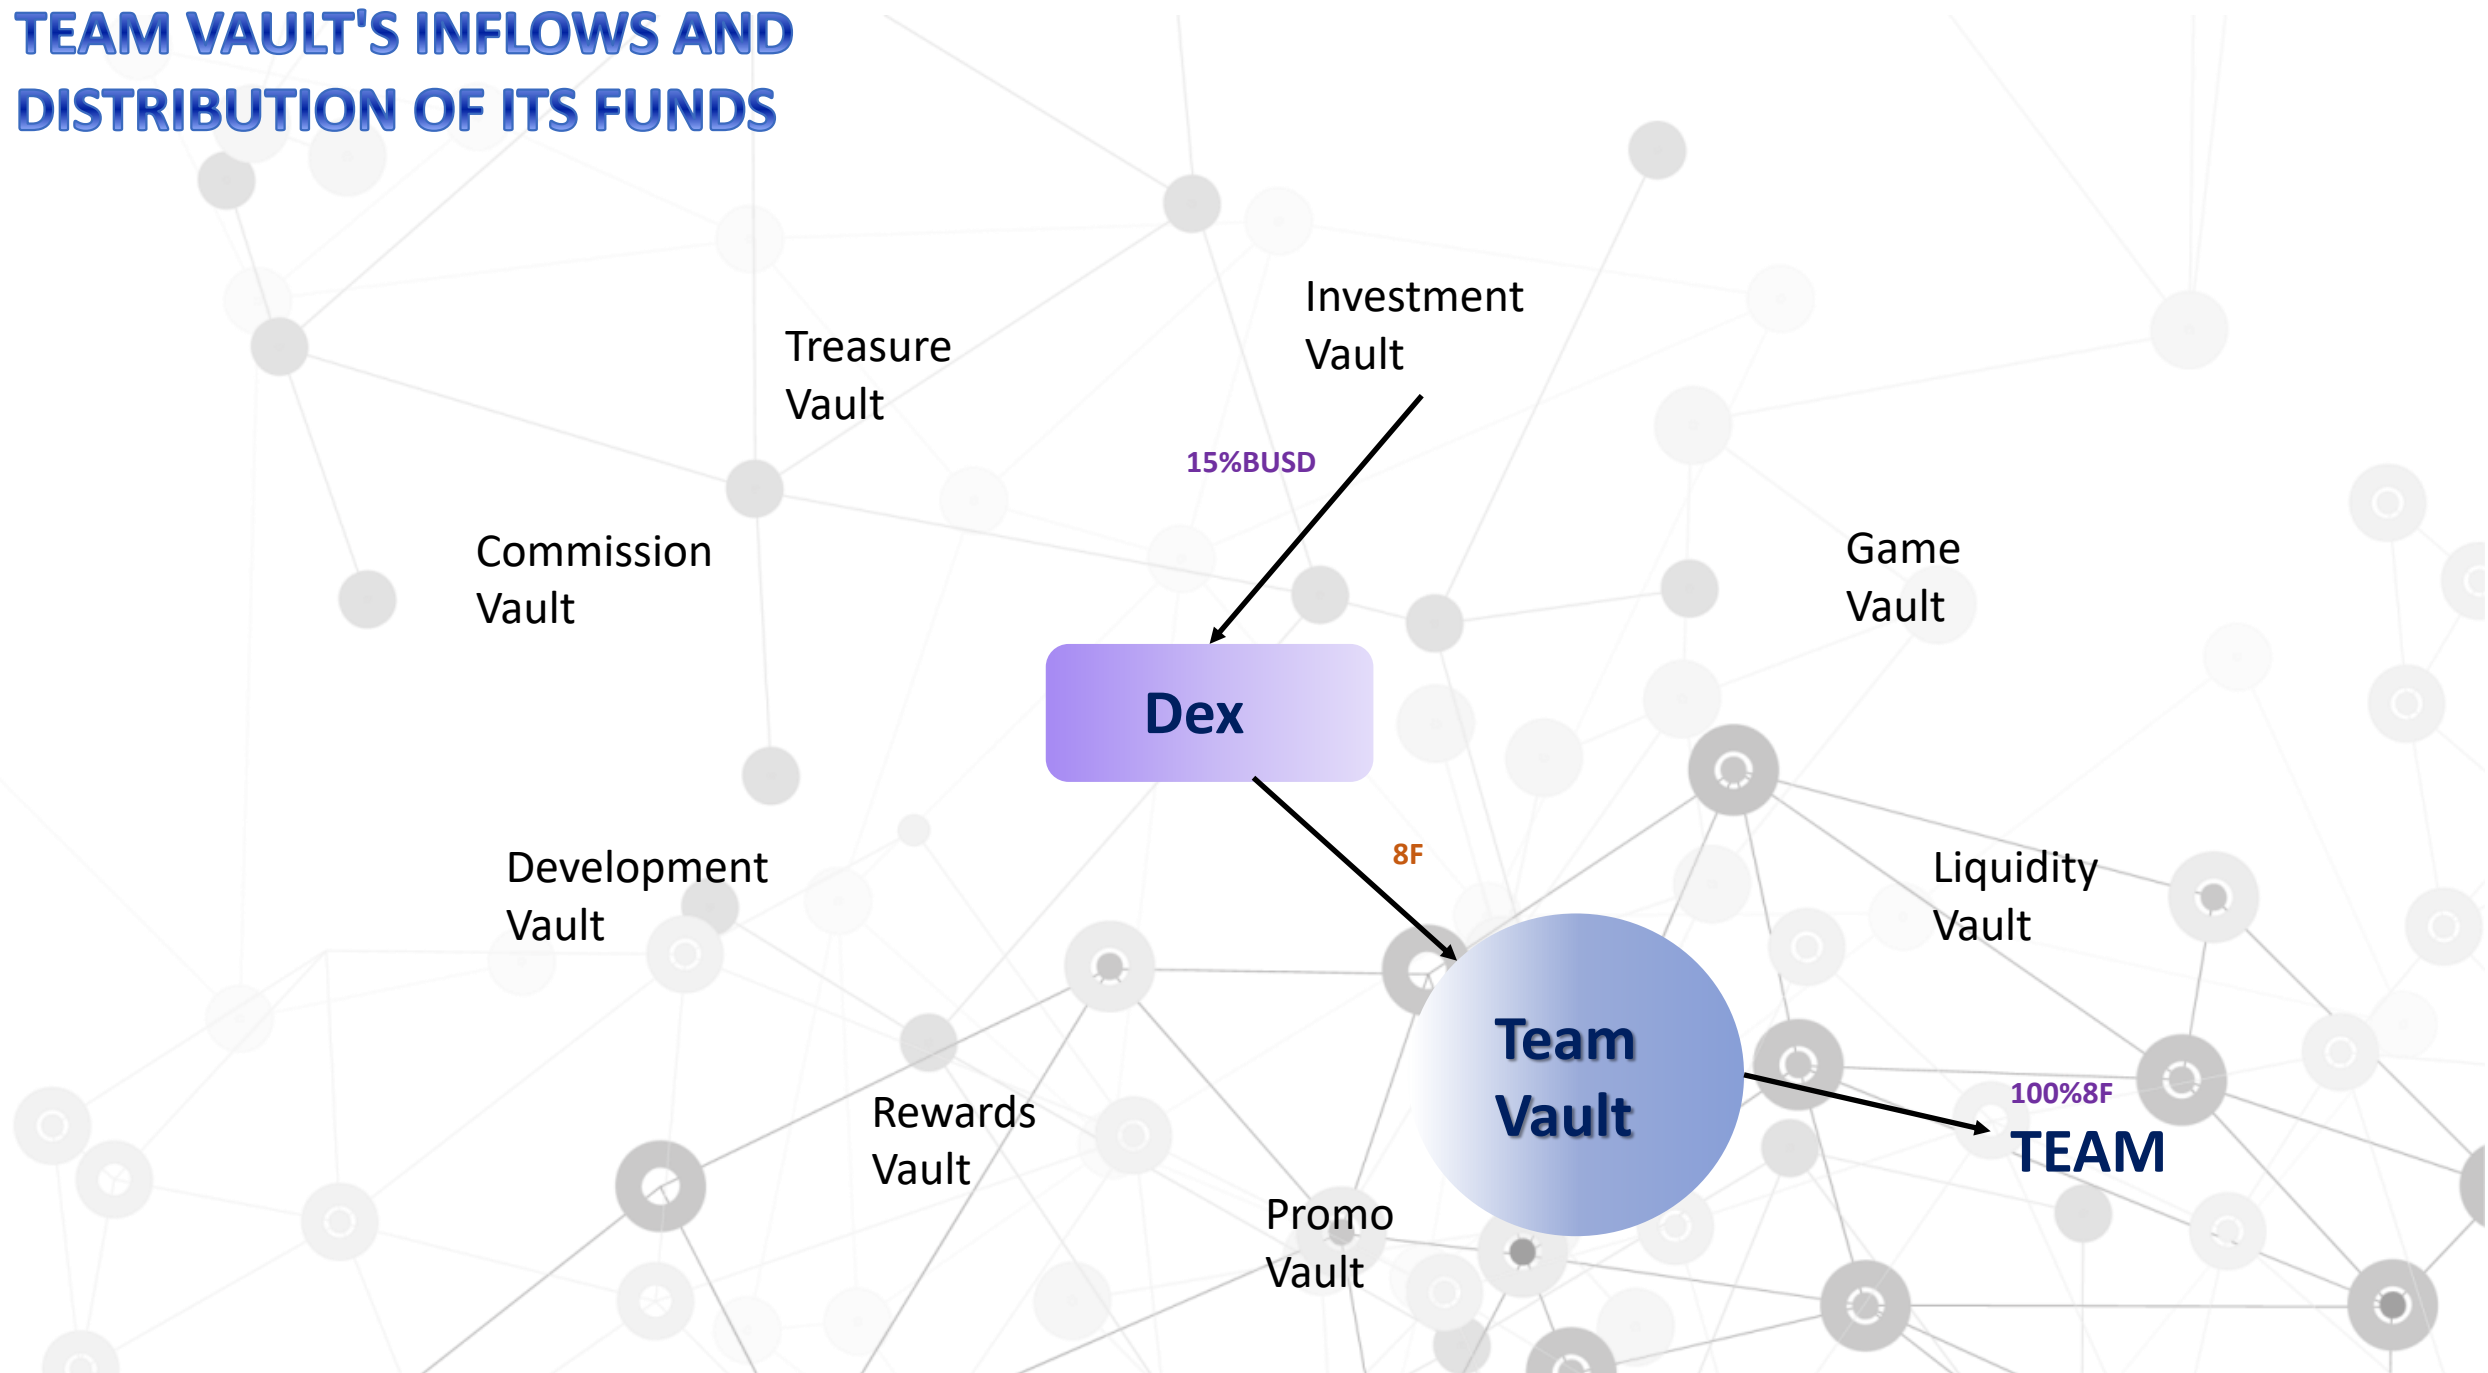 TEAM VAULT'S INFLOWS AND
DISTRIBUTION OF ITS FUNDS
Investment
Vault
Treasure
Vault
15%BUSD
Commission
Vault
Game
Vault
Dex
8F
Development
Vault
Liquidity
Vault
Team
Vault
100%8F
TEAM
Rewards
Vault
Promo
Vault